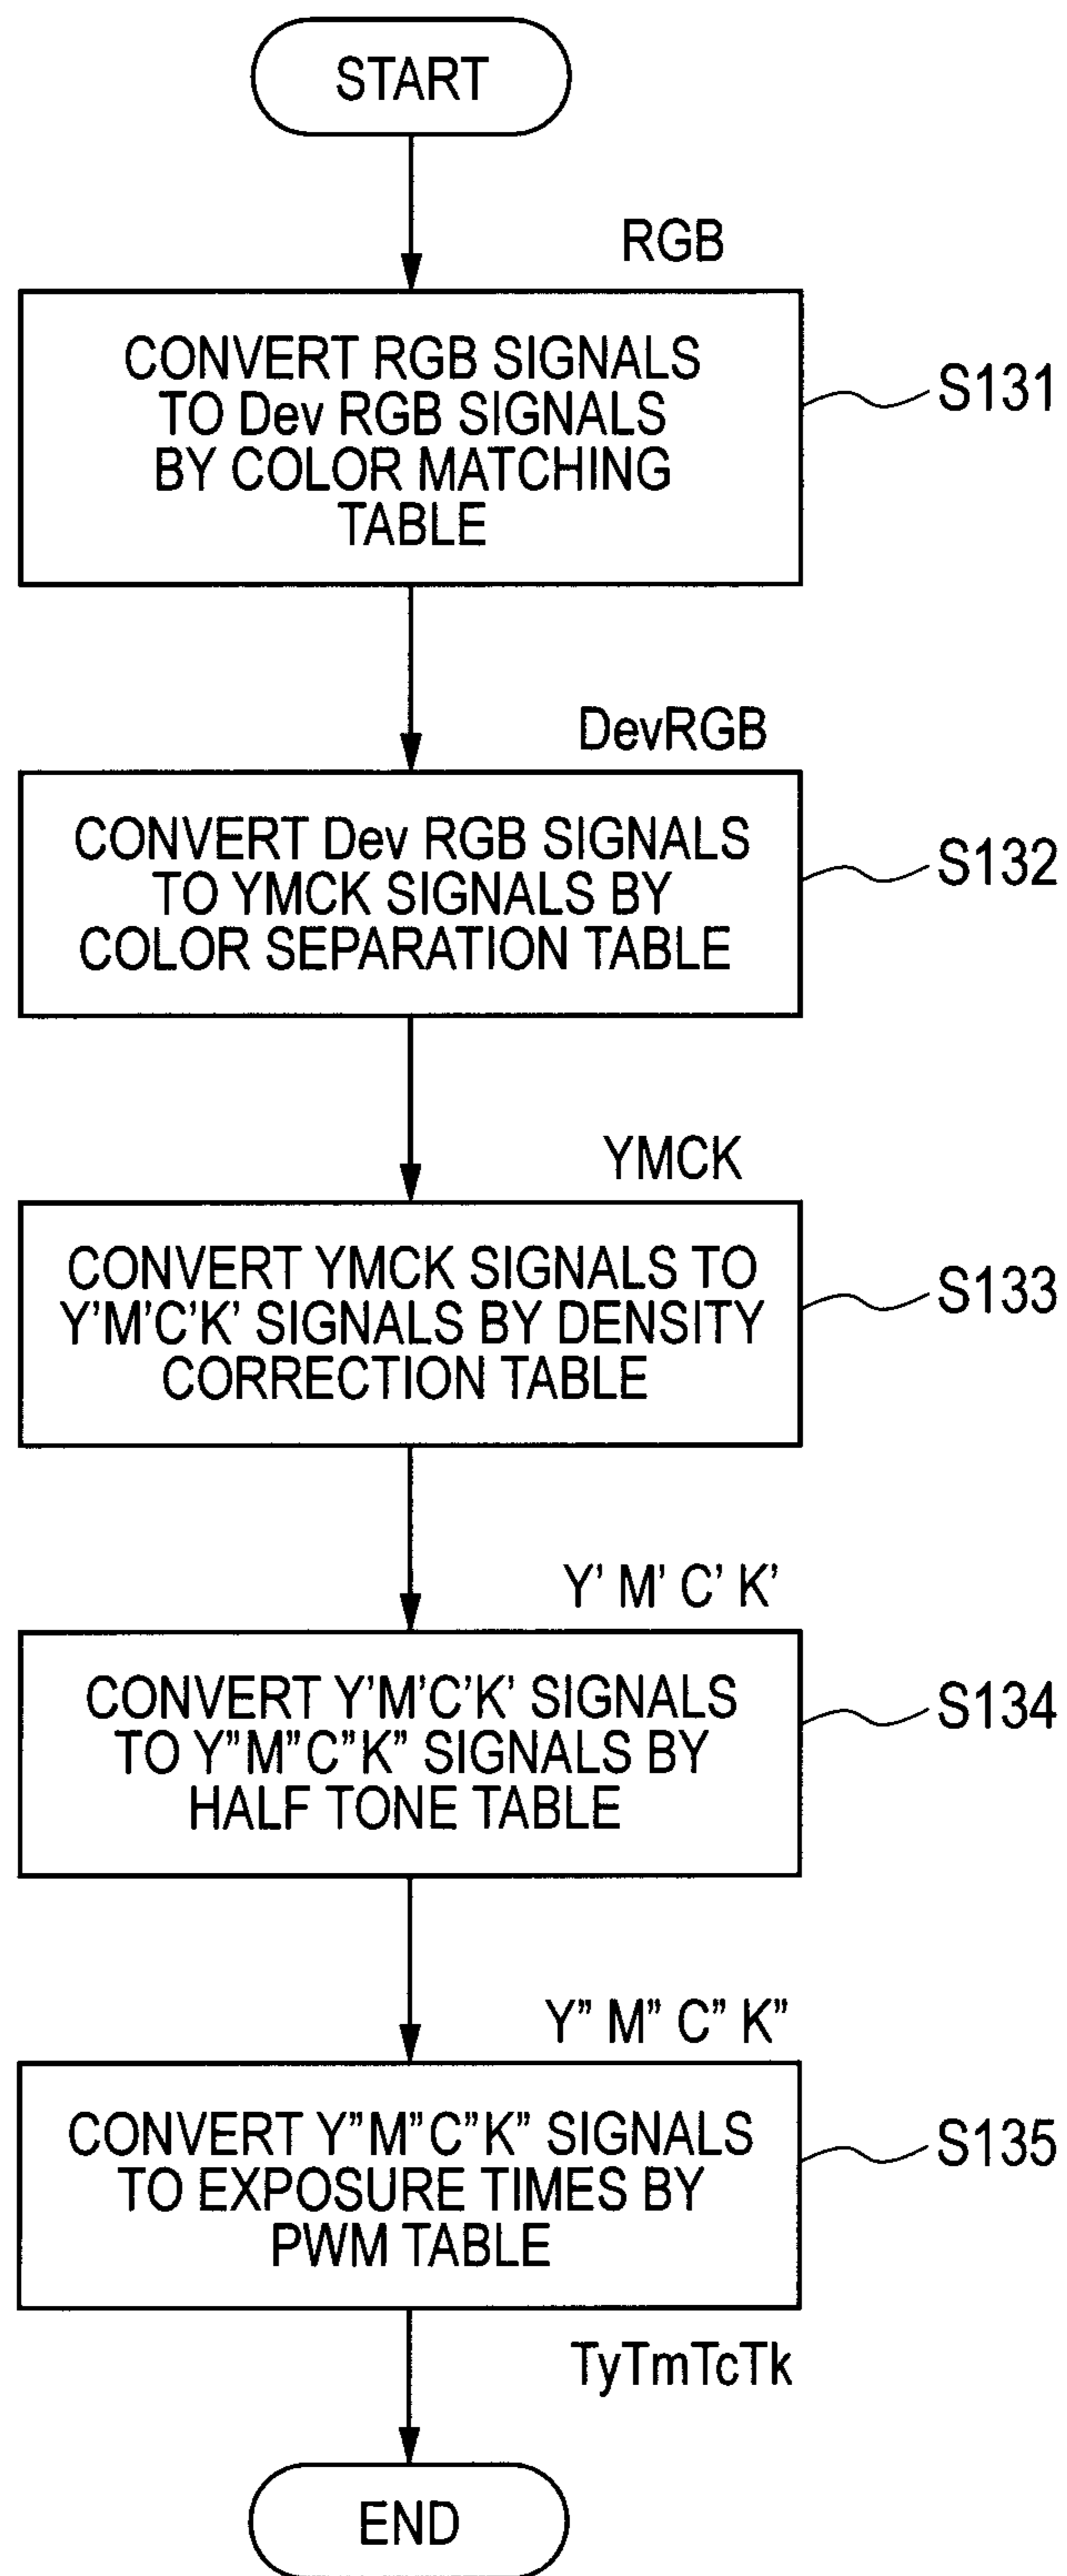 START
RGB
CONVERT RGB SIGNALS
TO Dev RGB SIGNALS
BY COLOR MATCHING
TABLE
S131
DevRGB
CONVERT Dev RGB SIGNALS
TO YMCK SIGNALS BY
COLOR SEPARATION TABLE
S132
YMCK
CONVERT YMCK SIGNALS TO
Y’M’C’K’ SIGNALS BY DENSITY
CORRECTION TABLE
S133
Y’ M’ C’ K’
CONVERT Y’M’C’K’ SIGNALS
TO Y”M”C”K” SIGNALS BY
HALF TONE TABLE
S134
Y” M” C” K”
CONVERT Y”M”C”K” SIGNALS
TO EXPOSURE TIMES BY
PWM TABLE
S135
TyTmTcTk
END